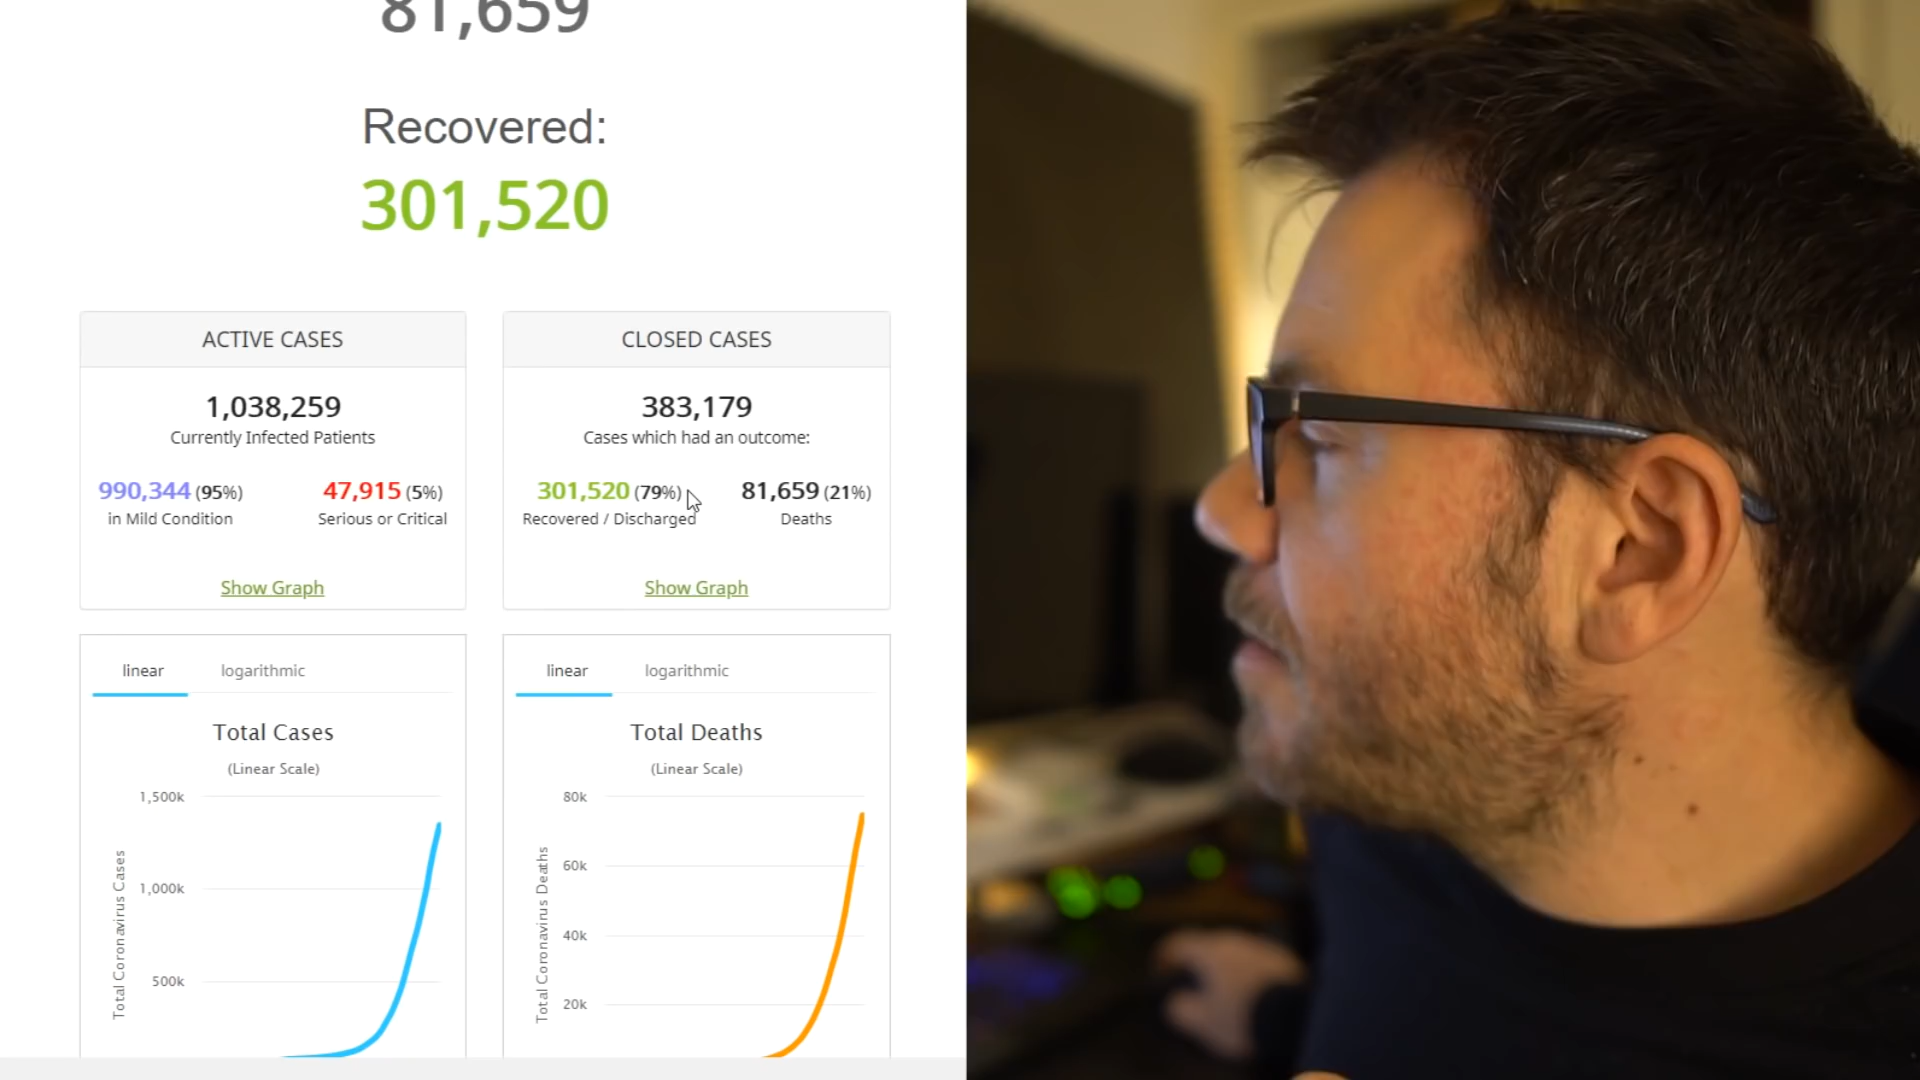 81,659
Recovered:
301,520
ACTIVE CASES
1,038,259
Currently Infected Patients
990,344 (95%)
in Mild Condition
47,915 (5%)
Serious or Critical
Show Graph
CLOSED CASES
383,179
Cases which had an outcome:
301,520 (79%)
Recovered / Discharged
81,659 (21%)
Deaths
Show Graph
linear
logarithmic
Total Cases
(Linear Scale)
1,500k
1,000k
500k
Total Coronavirus Cases
linear
logarithmic
Total Deaths
(Linear Scale)
80k
60k
40k
20k
Total Coronavirus Deaths